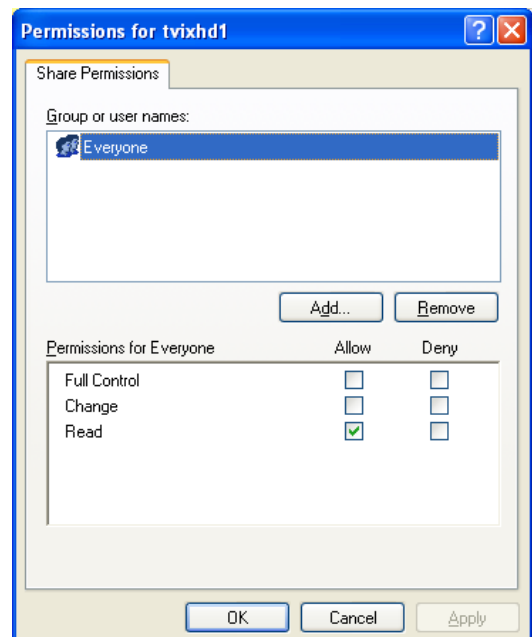 Permissions for tvixhd1
Share Permissions
Group or user names:
Everyone
Add... Remove
Permissions for Everyone Allow Deny
Full Control
Change
Read
OK Cancel Apply